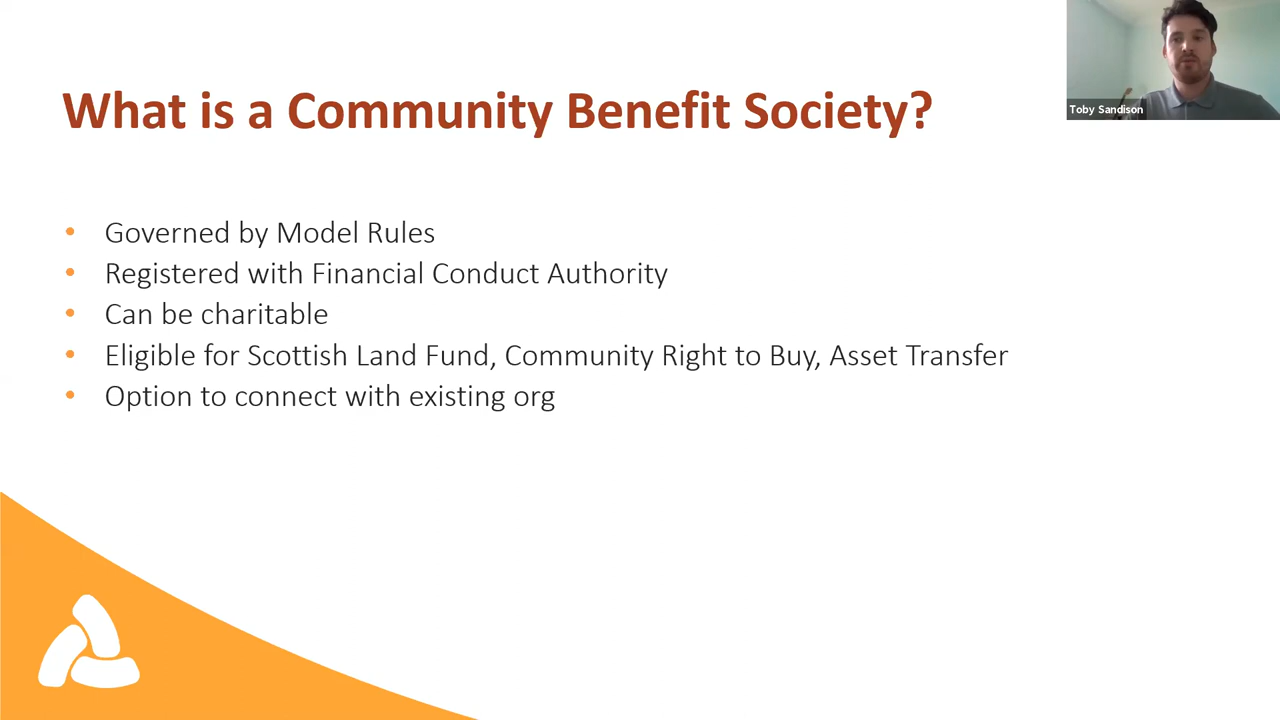 What is a Community Benefit Society?
Toby Sandison
• Governed by Model Rules
• Registered with Financial Conduct Authority
• Can be charitable
• Eligible for Scottish Land Fund, Community Right to Buy, Asset Transfer
• Option to connect with existing org